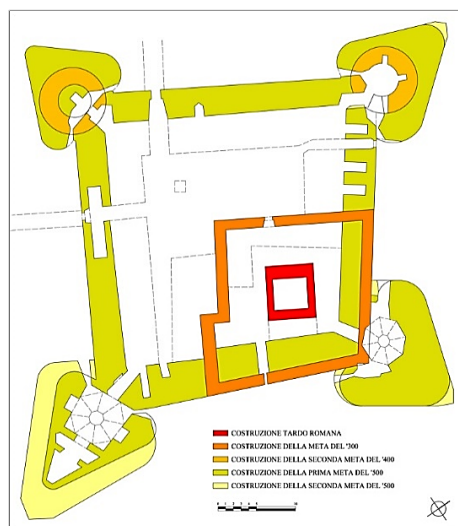 COSTRUZIONE TARDO ROMANA
COSTRUZIONE DELLA META DEL '300
COSTRUZIONE DELLA SECONDA META DEL '400
COSTRUZIONE DELLA PRIMA META DEL '500
COSTRUZIONE DELLA SECONDA META DEL '500